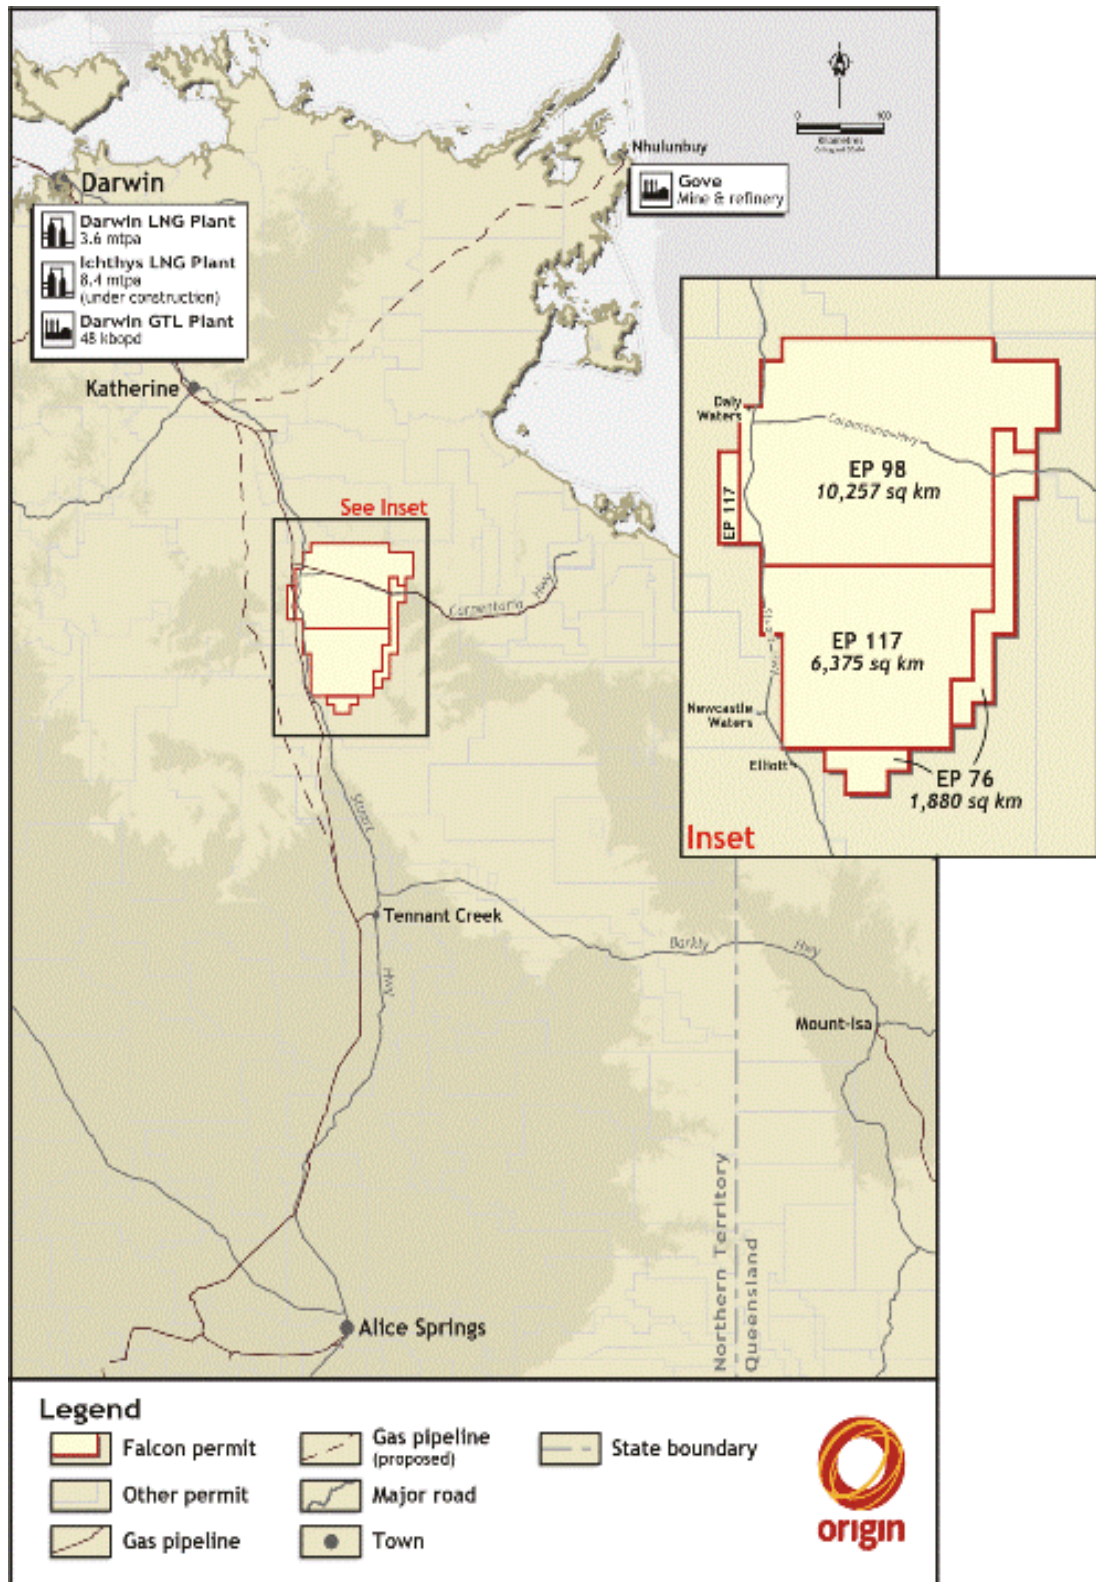 Nhulunbuy
Gove
Mine & refinery
Darwin
Darwin LNG Plant
3.6 mtpa
Ichthys LNG Plant
8.4 mtpa
(under construction)
Darwin GTL Plant
48 kbopd
Katherine
See Inset
Carpentaria
Hwy
Stuart
Hwy
Tennant Creek
Barkly
Hwy
Mount-Isa
Northern Territory
Queensland
Alice Springs
Daly
Waters
Carpentaria Hwy
EP 98
10,257 sq km
EP 117
EP 117
6,375 sq km
Newcastle
Waters
Elliott
EP 76
1,880 sq km
Inset
100
Kilometres
Legend
Falcon permit
Other permit
Gas pipeline
Gas pipeline
(proposed)
Major road
Town
State boundary
origin